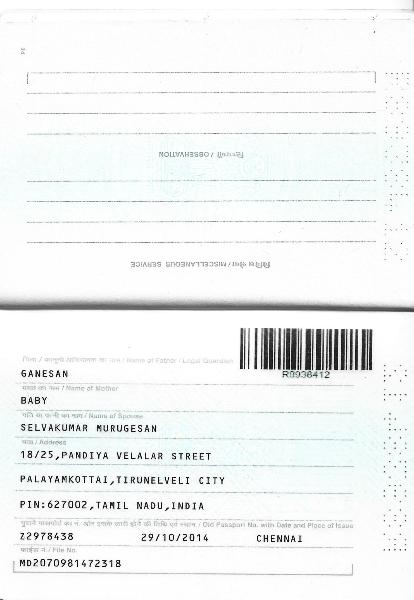 34
टिप्पणी / OBSERVATION
विविध सेवा / MISCELLANEOUS SERVICE
पिता / कानूनी अभिभावक का नाम / Name of Father / Legal Guardian
R0938412
GANESAN
माता का नाम / Name of Mother
BABY
पति या पत्नी का नाम / Name of Spouse
SELVAKUMAR MURUGESAN
पता / Address
18/25,PANDIYA VELALAR STREET
PALAYAMKOTTAI,TIRUNELVELI CITY
PIN:627002,TAMIL NADU,INDIA
पुराने पासपोर्ट का नं. और इसके जारी होने की तिथि एवं स्थान / Old Passport No. with Date and Place of Issue
Z2978438 29/10/2014 CHENNAI
फाईल नं. / File No.
MD2070981472318